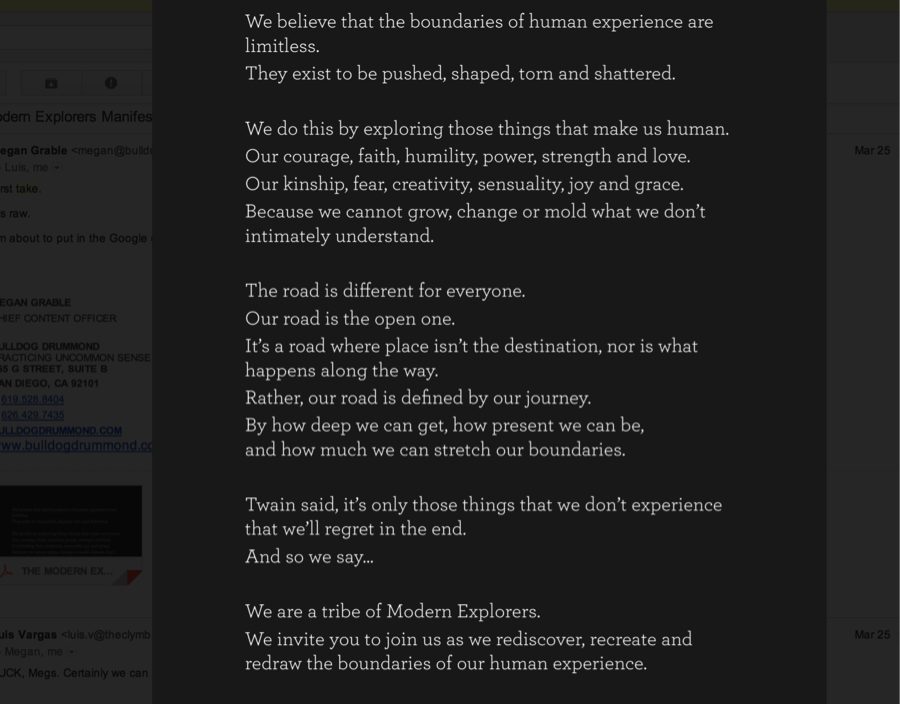 We believe that the boundaries of human experience are
limitless.
They exist to be pushed, shaped, torn and shattered.
We do this by exploring those things that make us human.
Our courage, faith, humility, power, strength and love.
Our kinship, fear, creativity, sensuality, joy and grace.
Because we cannot grow, change or mold what we don't
intimately understand.
The road is different for everyone.
Our road is the open one.
It's a road where place isn't the destination, nor is what
happens along the way.
Rather, our road is defined by our journey.
By how deep we can get, how present we can be,
and how much we can stretch our boundaries.
Twain said, it's only those things that we don't experience
that we'll regret in the end.
And so we say...
We are a tribe of Modern Explorers.
We invite you to join us as we rediscover, recreate and
redraw the boundaries of our human experience.
odern Explorers Manifes
egan Grable <megan@bulld
Mar 25
Luis, me
rst take.
s raw.
m about to put in the Google
EGAN GRABLE
HIEF CONTENT OFFICER
ULLDOG DRUMMOND
RACTICING UNCOMMON SENSE
G STREET, SUITE B
AN DIEGO, CA 92101
619.528.8404
626.429.7435
ULLDOGDRUMMOND.COM
ww.bulldogdrummond.co
THE MODERN EX...
uis Vargas <luis.v@theclymb
Mar 25
Megan, me
UCK, Megs. Certainly we can